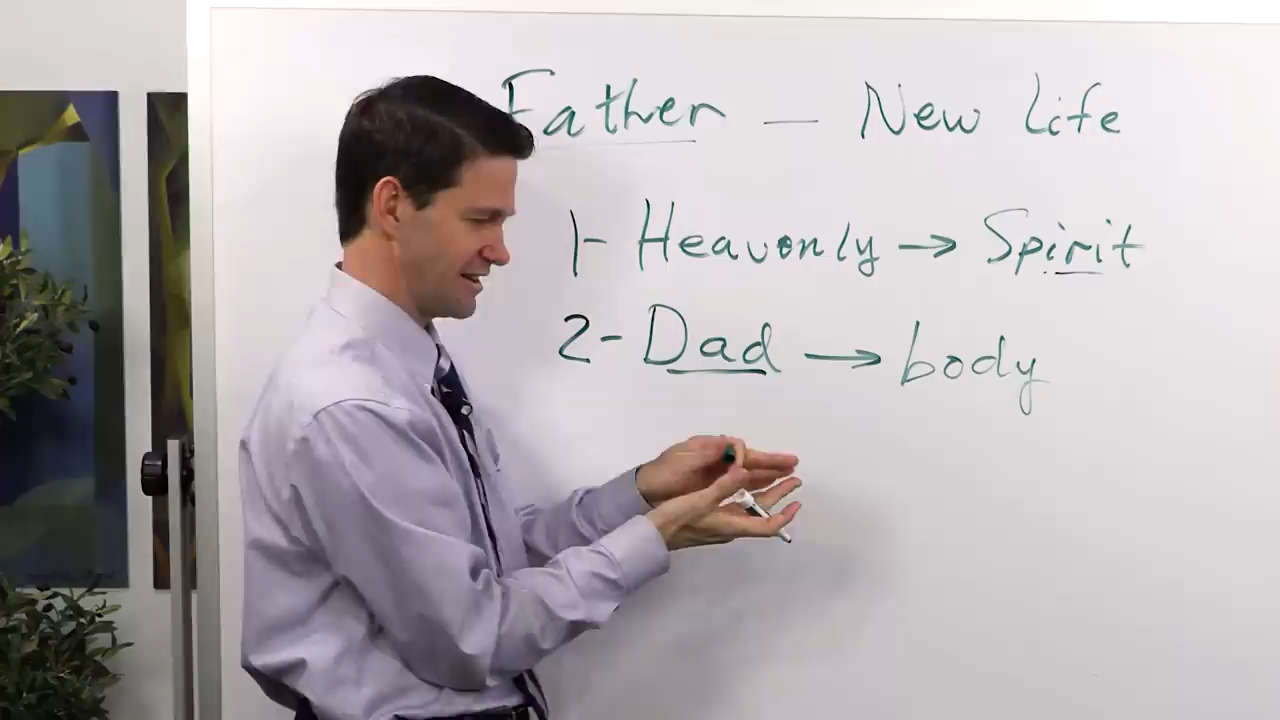 Father — New Life
1- Heavenly → Spirit
2- Dad → body